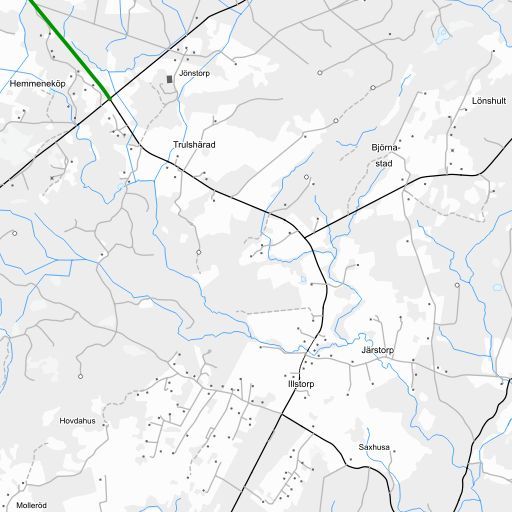 Jönstorp
Hemmeneköp
Lönshult
Trulshärad
Björna-
stad
Järstorp
Illstorp
Hovdahus
Saxhusa
Molleröd